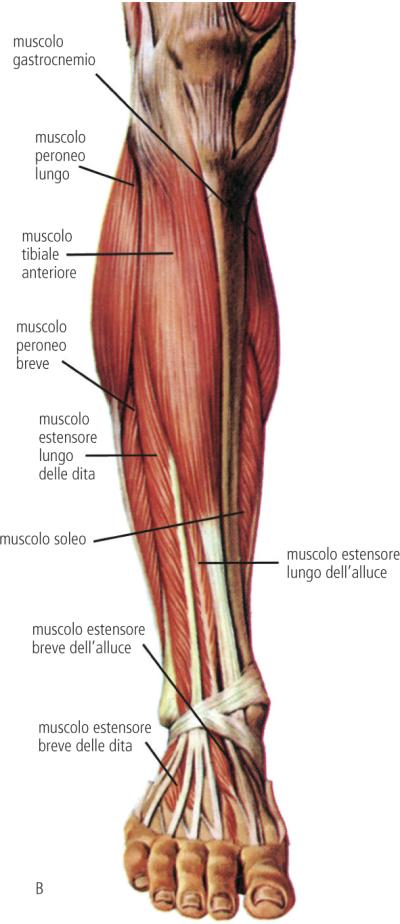 muscolo
gastrocnemio
muscolo
peroneo
lungo
muscolo
tibiale
anteriore
muscolo
peroneo
breve
muscolo
estensore
lungo
delle dita
muscolo soleo
muscolo estensore
lungo dell'alluce
muscolo estensore
breve dell'alluce
muscolo estensore
breve delle dita
B